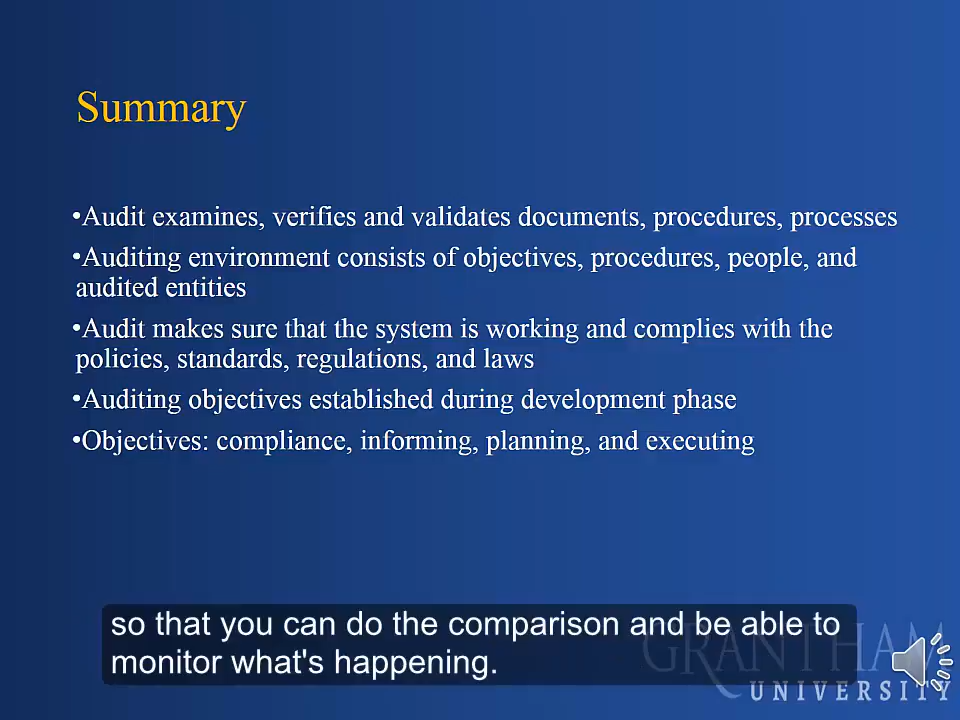 Summary
•Audit examines, verifies and validates documents, procedures, processes
•Auditing environment consists of objectives, procedures, people, and
audited entities
•Audit makes sure that the system is working and complies with the
policies, standards, regulations, and laws
•Auditing objectives established during development phase
•Objectives: compliance, informing, planning, and executing
so that you can do the comparison and be able to
monitor what's happening.
GRANTHAM
UNIVERSITY